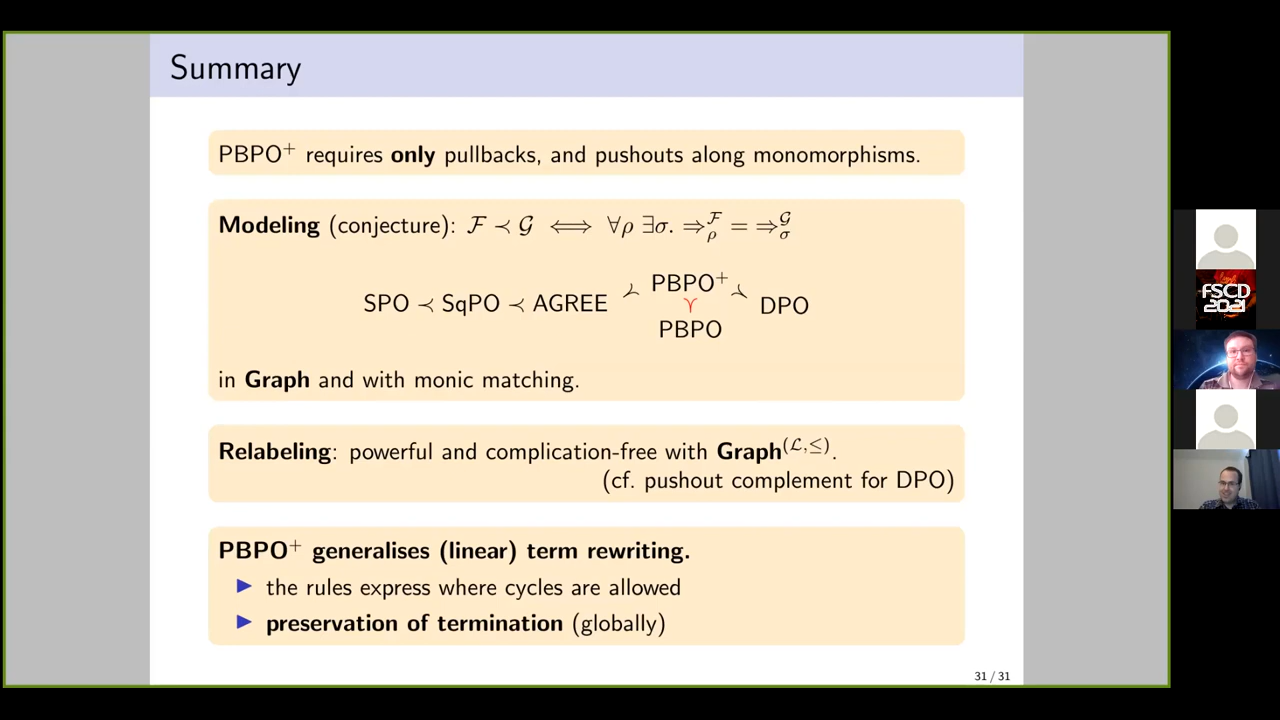 Summary
PBPO⁺ requires only pullbacks, and pushouts along monomorphisms.
Modeling (conjecture): ℱ ≺ 𝒢 ⟺ ∀ρ ∃σ. ⇒ρ^ℱ = ⇒σ^𝒢
SPO ≺ SqPO ≺ AGREE ≺ PBPO⁺ ≻ DPO
≻
PBPO
in Graph and with monic matching.
Relabeling: powerful and complication-free with Graph^(ℒ,≤).
(cf. pushout complement for DPO)
PBPO⁺ generalises (linear) term rewriting.
▶ the rules express where cycles are allowed
▶ preservation of termination (globally)
31 / 31
FSCD
2021